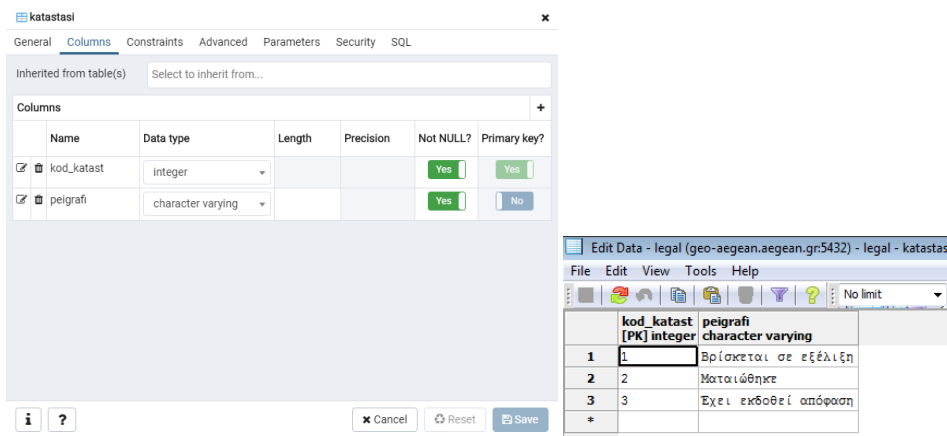 katastasi
General Columns Constraints Advanced Parameters Security SQL
Inherited from table(s) Select to inherit from...
Columns
Name Data type Length Precision Not NULL? Primary key?
kod_katast integer Yes Yes
peigrafi character varying Yes No
i ? Cancel Reset Save
Edit Data - legal (geo-aegean.aegean.gr:5432) - legal - katastas
File Edit View Tools Help
No limit
kod_katast peigrafi
[PK] integer character varying
1 1 Βρίσκεται σε εξέλιξη
2 2 Ματαιώθηκε
3 3 Έχει εκδοθεί απόφαση
*